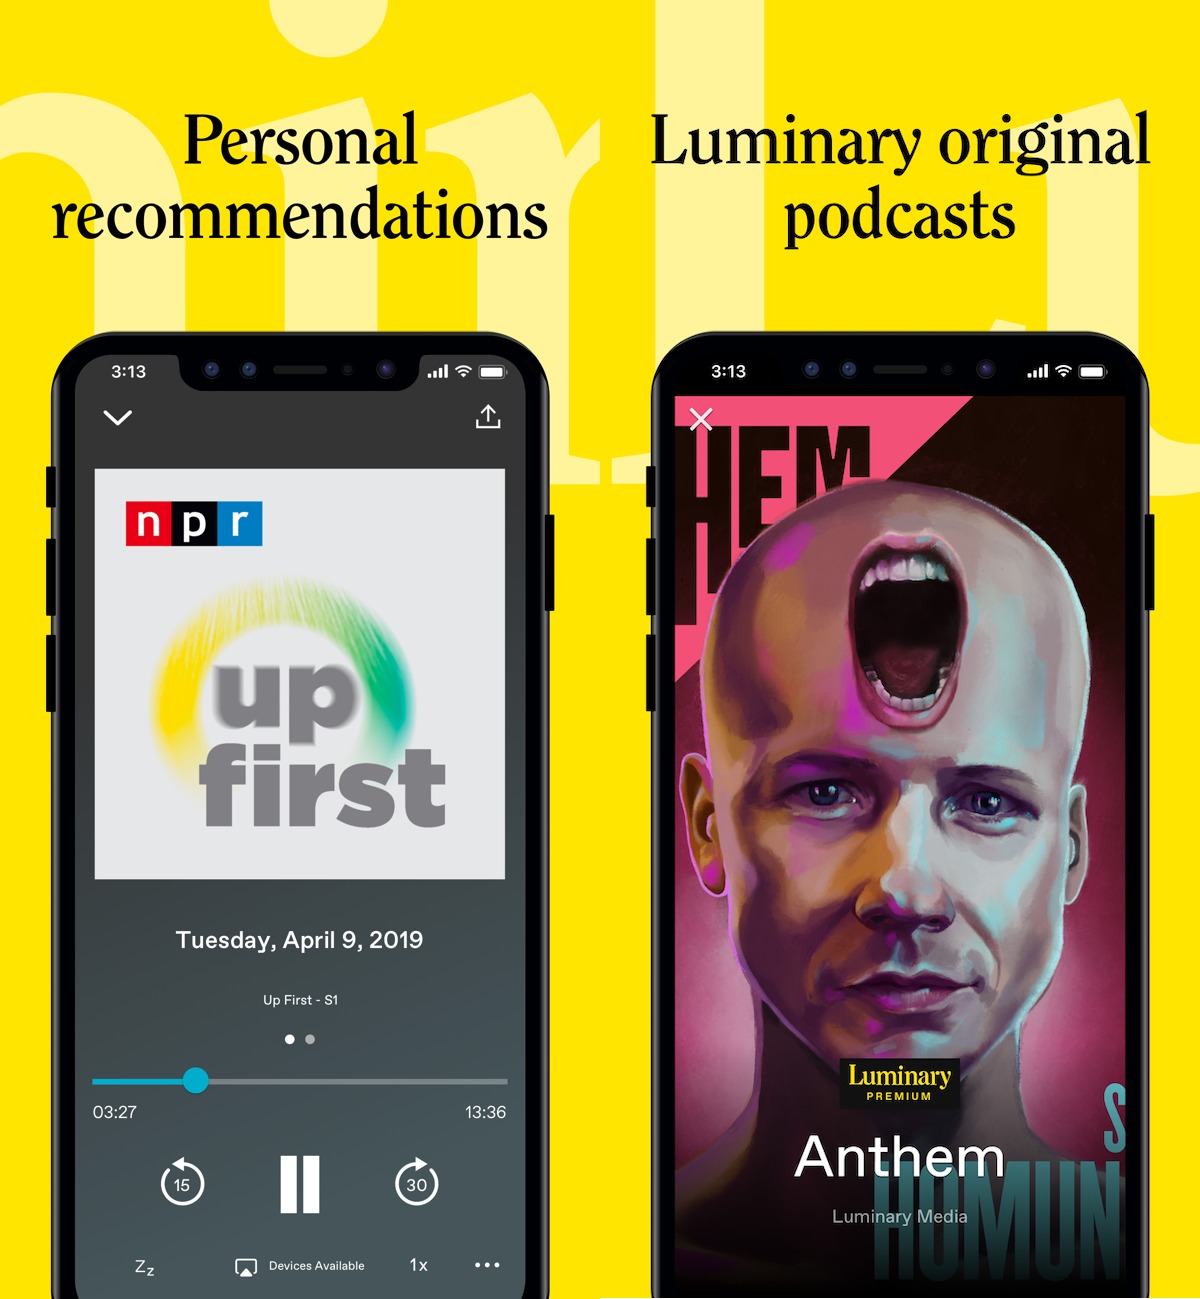 Personal
recommendations
3:13
npr
up
first
Tuesday, April 9, 2019
Up First - S1
03:27
13:36
15
30
Zz
Devices Available
1x
Luminary original
podcasts
3:13
HEM
Luminary
PREMIUM
Anthem
Luminary Media
S
HOMUN